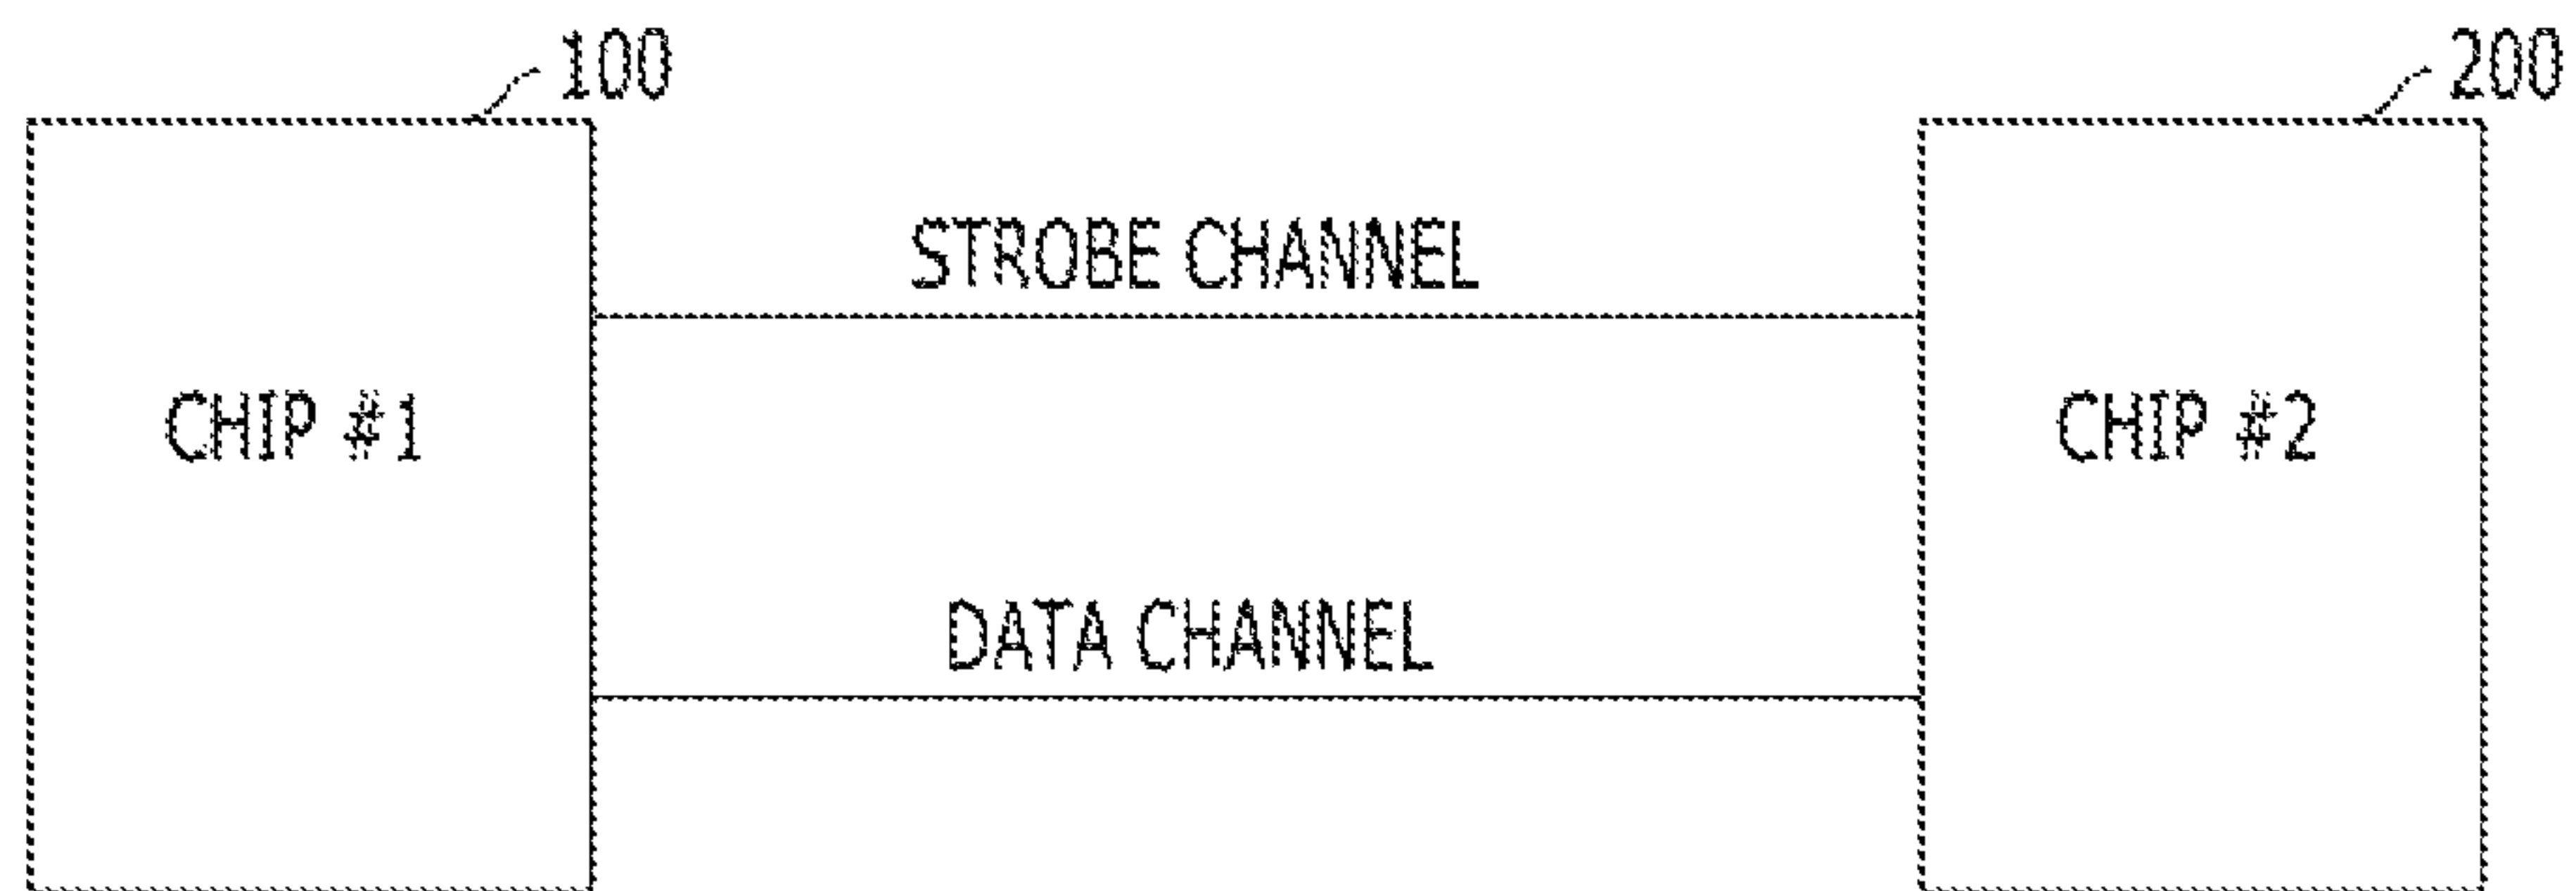 100
200
STROBE CHANNEL
CHIP #1
CHIP #2
DATA CHANNEL